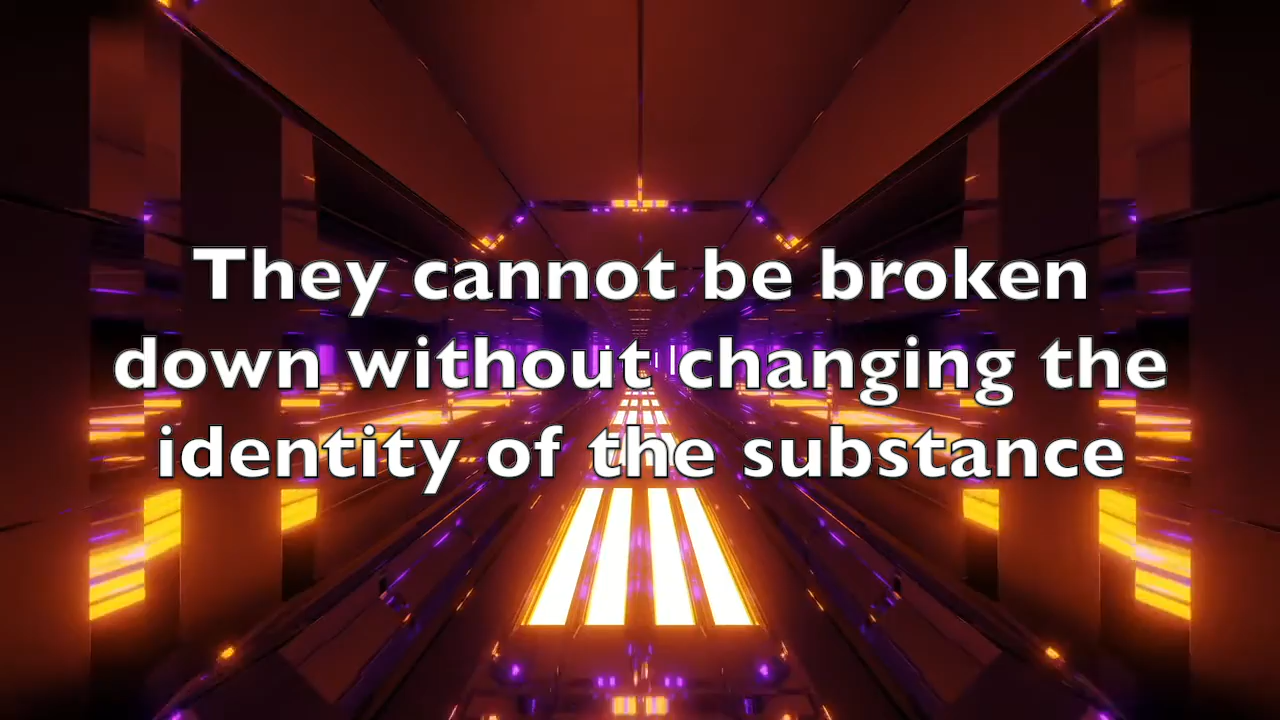 They cannot be broken
down without changing the
identity of the substance